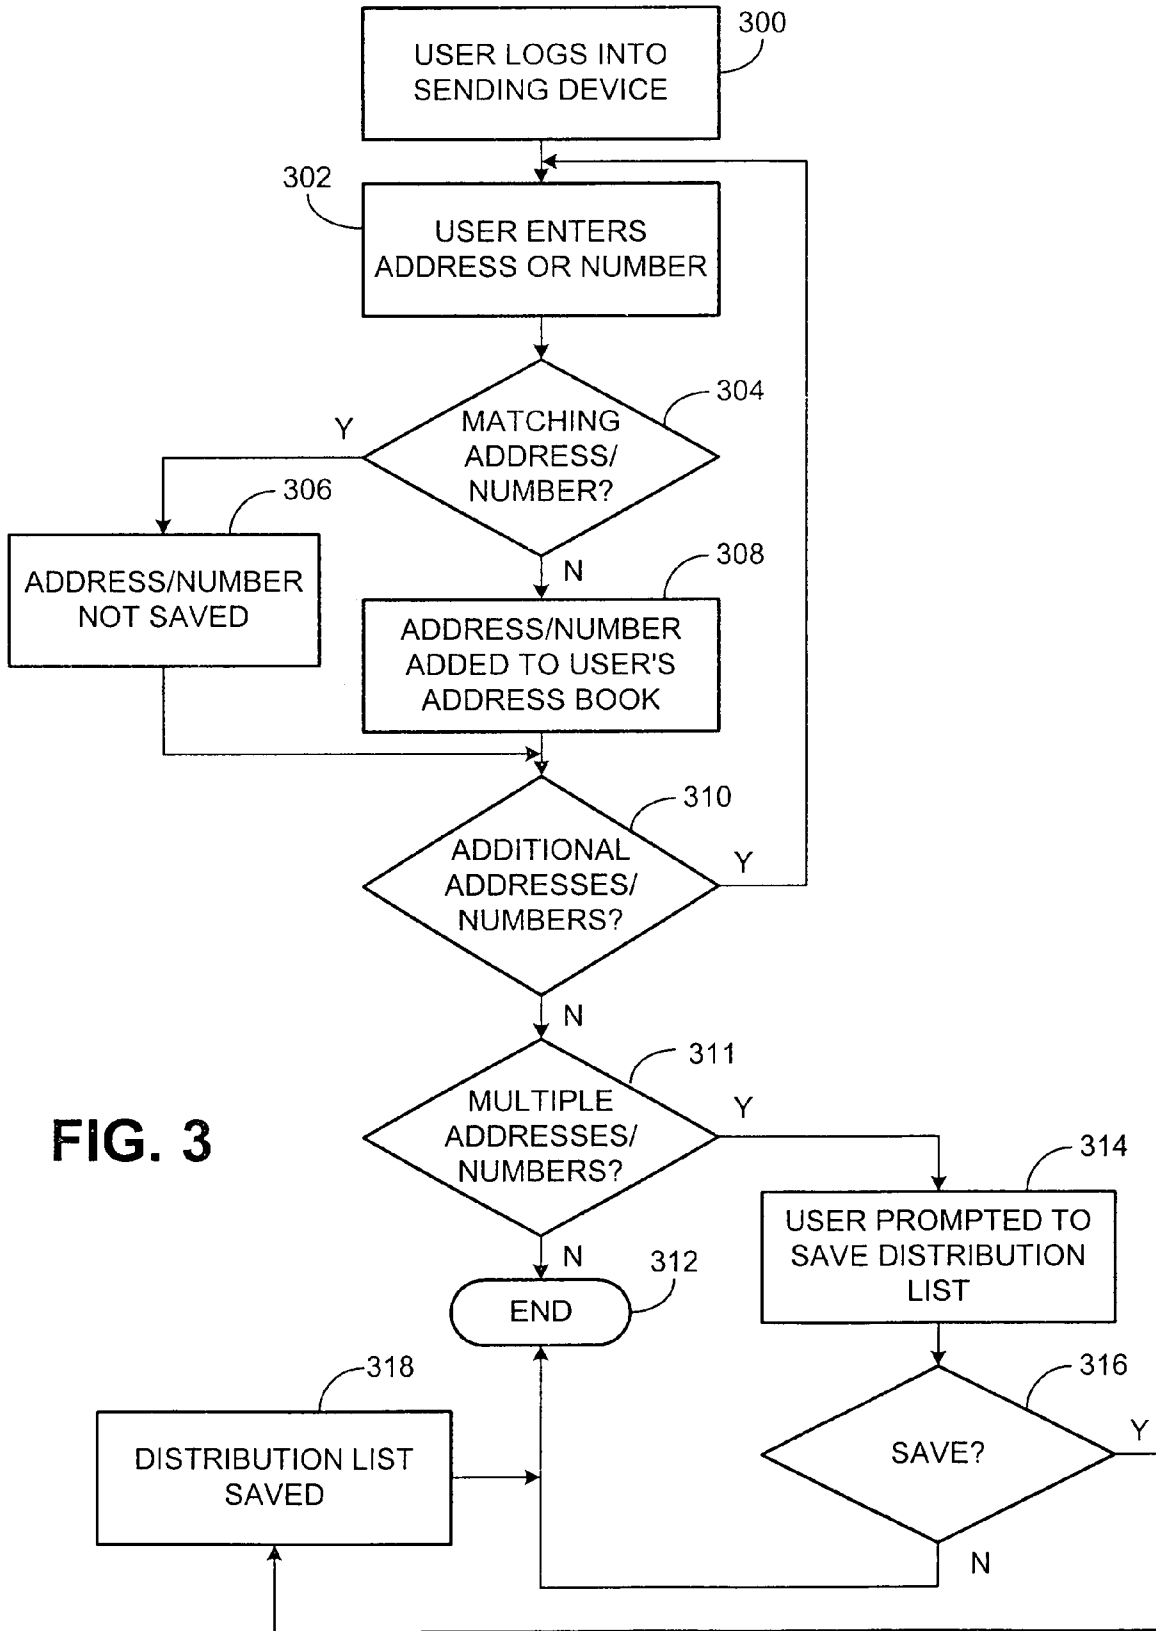 300
USER LOGS INTO
SENDING DEVICE
302
USER ENTERS
ADDRESS OR NUMBER
304
MATCHING
ADDRESS/
NUMBER?
Y
306
ADDRESS/NUMBER
NOT SAVED
N
308
ADDRESS/NUMBER
ADDED TO USER'S
ADDRESS BOOK
310
ADDITIONAL
ADDRESSES/
NUMBERS?
Y
N
311
MULTIPLE
ADDRESSES/
NUMBERS?
Y
FIG. 3
314
USER PROMPTED TO
SAVE DISTRIBUTION
LIST
N
312
END
316
SAVE?
Y
N
318
DISTRIBUTION LIST
SAVED